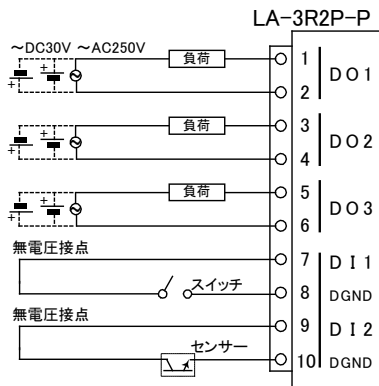 LA-3R2P-P
～DC30V ～AC250V
負荷
1
2
DO1
負荷
3
4
DO2
負荷
5
6
DO3
無電圧接点
7
DI1
スイッチ
8
DGND
無電圧接点
9
DI2
センサー
10
DGND